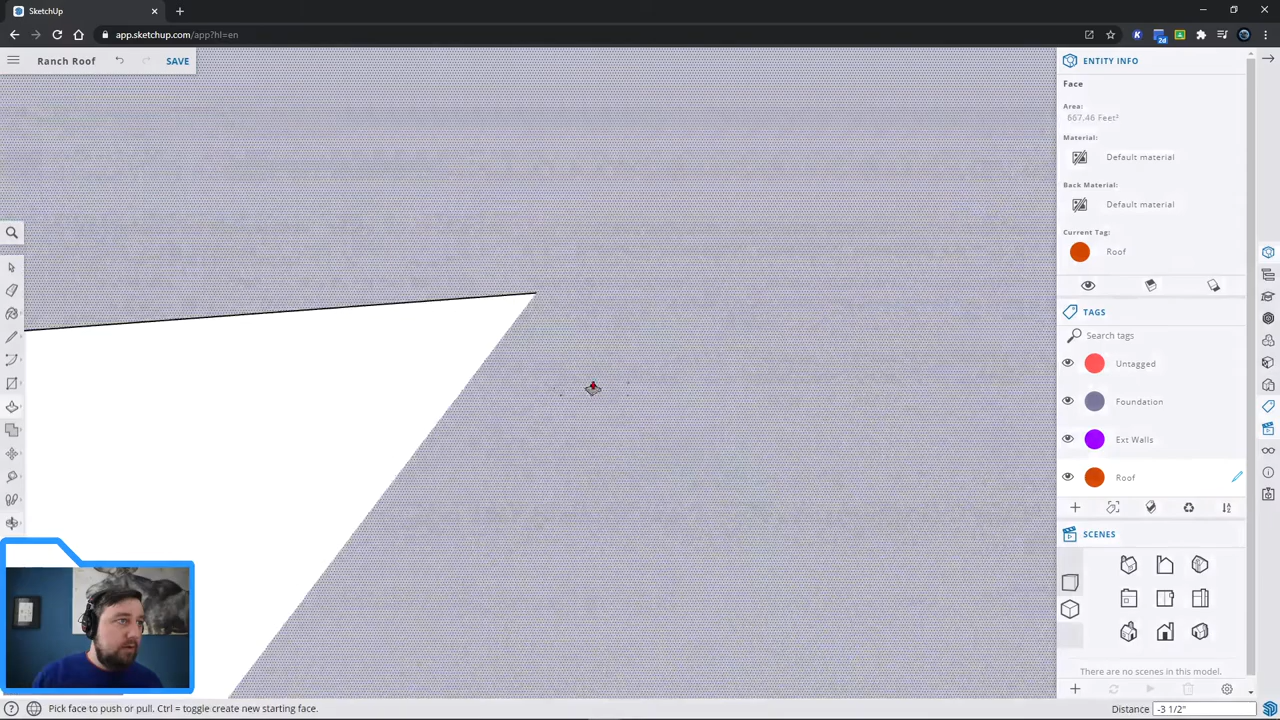 SketchUp
app.sketchup.com/app?hl=en
Ranch Roof
SAVE
ENTITY INFO
Face
Area:
667.46 Feet²
Material:
Default material
Back Material:
Default material
Current Tag:
Roof
TAGS
Search tags
Untagged
Foundation
Ext Walls
Roof
SCENES
There are no scenes in this model.
Pick face to push or pull. Ctrl = toggle create new starting face.
Distance -3 1/2"